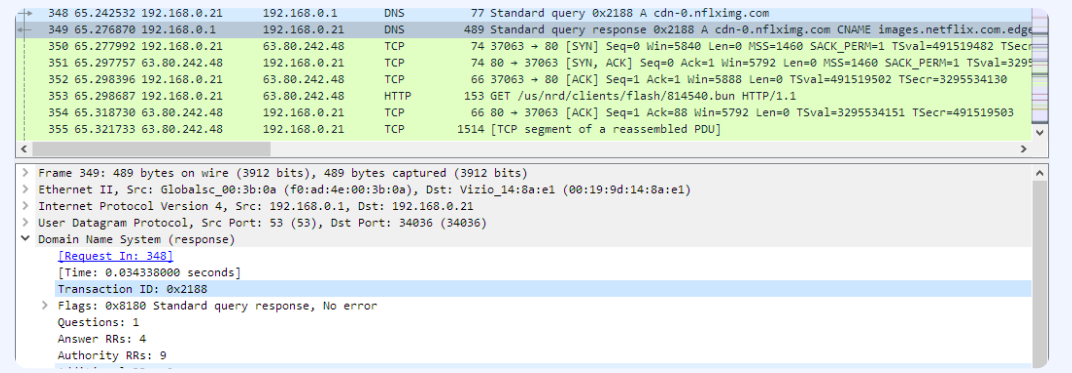 348 65.242532 192.168.0.21 192.168.0.1 DNS 77 Standard query 0x2188 A cdn-0.nflximg.com
349 65.276870 192.168.0.1 192.168.0.21 DNS 489 Standard query response 0x2188 A cdn-0.nflximg.com CNAME images.netflix.com.edge
350 65.277992 192.168.0.21 63.80.242.48 TCP 74 37063 → 80 [SYN] Seq=0 Win=5840 Len=0 MSS=1460 SACK_PERM=1 TSval=491519482 TSecr
351 65.297757 63.80.242.48 192.168.0.21 TCP 74 80 → 37063 [SYN, ACK] Seq=0 Ack=1 Win=5792 Len=0 MSS=1460 SACK_PERM=1 TSval=3295
352 65.298396 192.168.0.21 63.80.242.48 TCP 66 37063 → 80 [ACK] Seq=1 Ack=1 Win=5888 Len=0 TSval=491519502 TSecr=3295534130
353 65.298687 192.168.0.21 63.80.242.48 HTTP 153 GET /us/nrd/clients/flash/814540.bun HTTP/1.1
354 65.318730 63.80.242.48 192.168.0.21 TCP 66 80 → 37063 [ACK] Seq=1 Ack=88 Win=5792 Len=0 TSval=3295534151 TSecr=491519503
355 65.321733 63.80.242.48 192.168.0.21 TCP 1514 [TCP segment of a reassembled PDU]
Frame 349: 489 bytes on wire (3912 bits), 489 bytes captured (3912 bits)
Ethernet II, Src: Globalsc_00:3b:0a (f0:ad:4e:00:3b:0a), Dst: Vizio_14:8a:e1 (00:19:9d:14:8a:e1)
Internet Protocol Version 4, Src: 192.168.0.1, Dst: 192.168.0.21
User Datagram Protocol, Src Port: 53 (53), Dst Port: 34036 (34036)
Domain Name System (response)
[Request In: 348]
[Time: 0.034338000 seconds]
Transaction ID: 0x2188
Flags: 0x8180 Standard query response, No error
Questions: 1
Answer RRs: 4
Authority RRs: 9